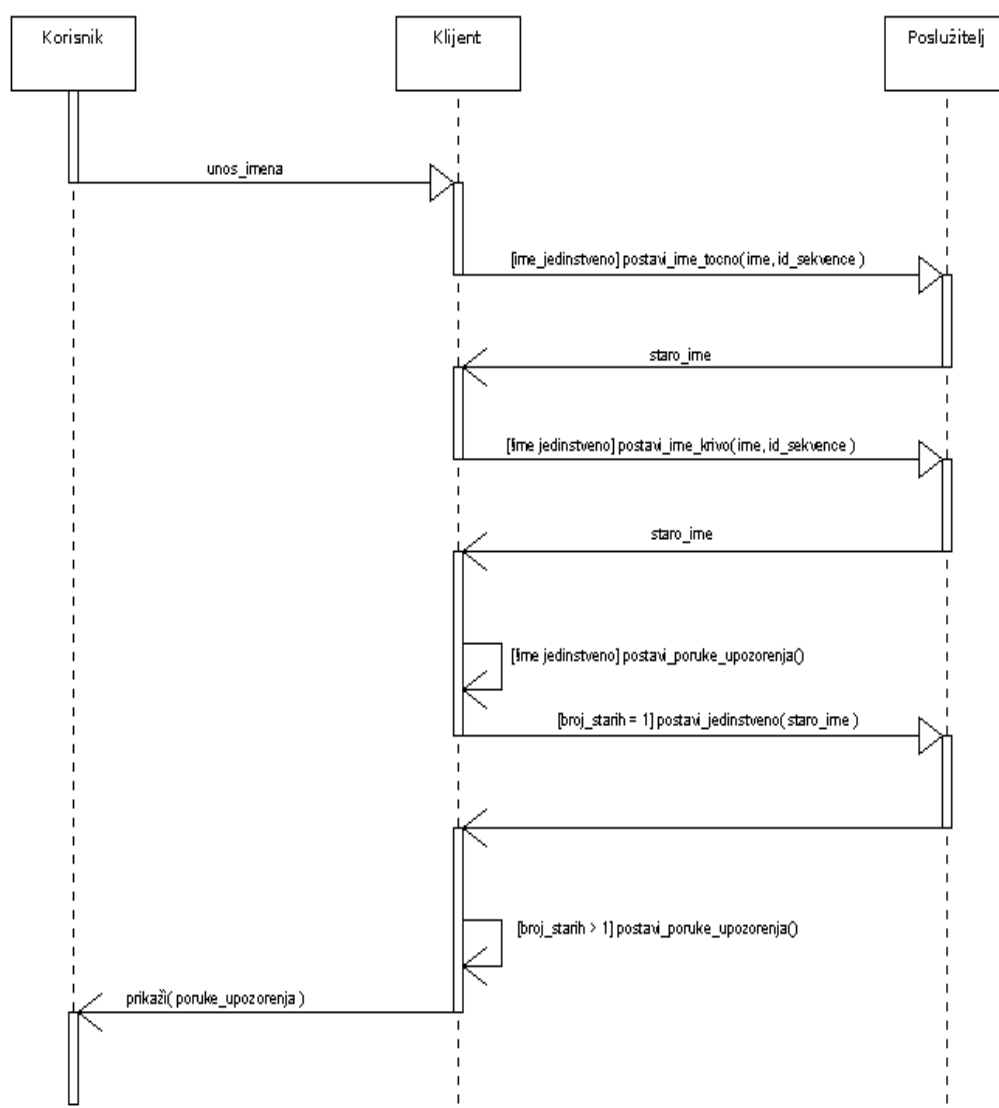 Korisnik
Klijent
Poslužitelj
unos_imena
[ime_jedinstveno] postavi_ime_tocno( ime, id_sekvence )
staro_ime
[!ime jedinstveno] postavi_ime_krivo( ime, id_sekvence )
staro_ime
[!ime jedinstveno] postavi_poruke_upozorenja()
[broj_starih = 1] postavi_jedinstveno( staro_ime )
[broj_starih > 1] postavi_poruke_upozorenja()
prikaži( poruke_upozorenja )